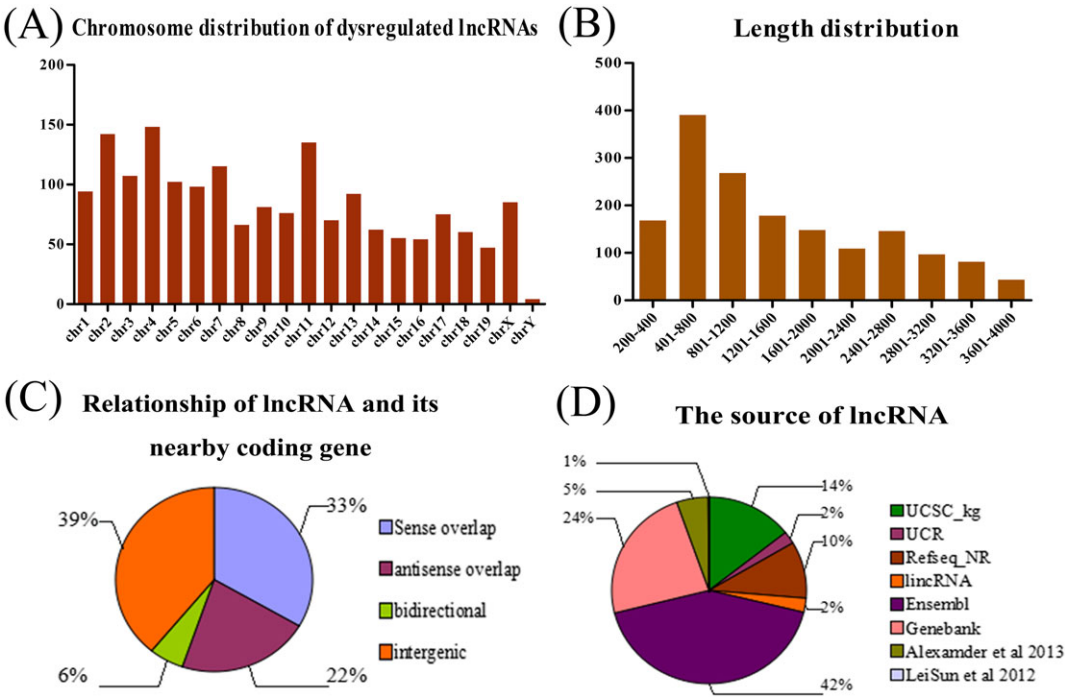 (A) Chromosome distribution of dysregulated lncRNAs
200
150
100
50
0
chr1 chr2 chr3 chr4 chr5 chr6 chr7 chr8 chr9 chr10 chr11 chr12 chr13 chr14 chr15 chr16 chr17 chr18 chr19 chrX chrY
(B) Length distribution
500
400
300
200
100
0
200-400 401-800 801-1200 1201-1600 1601-2000 2001-2400 2401-2800 2801-3200 3201-3600 3601-4000
(C) Relationship of lncRNA and its
nearby coding gene
39%
33%
6%
22%
Sense overlap
antisense overlap
bidirectional
intergenic
(D) The source of lncRNA
1%
5%
24%
14%
2%
10%
2%
42%
UCSC_kg
UCR
Refseq_NR
lincRNA
Ensembl
Genebank
Alexamder et al 2013
LeiSun et al 2012